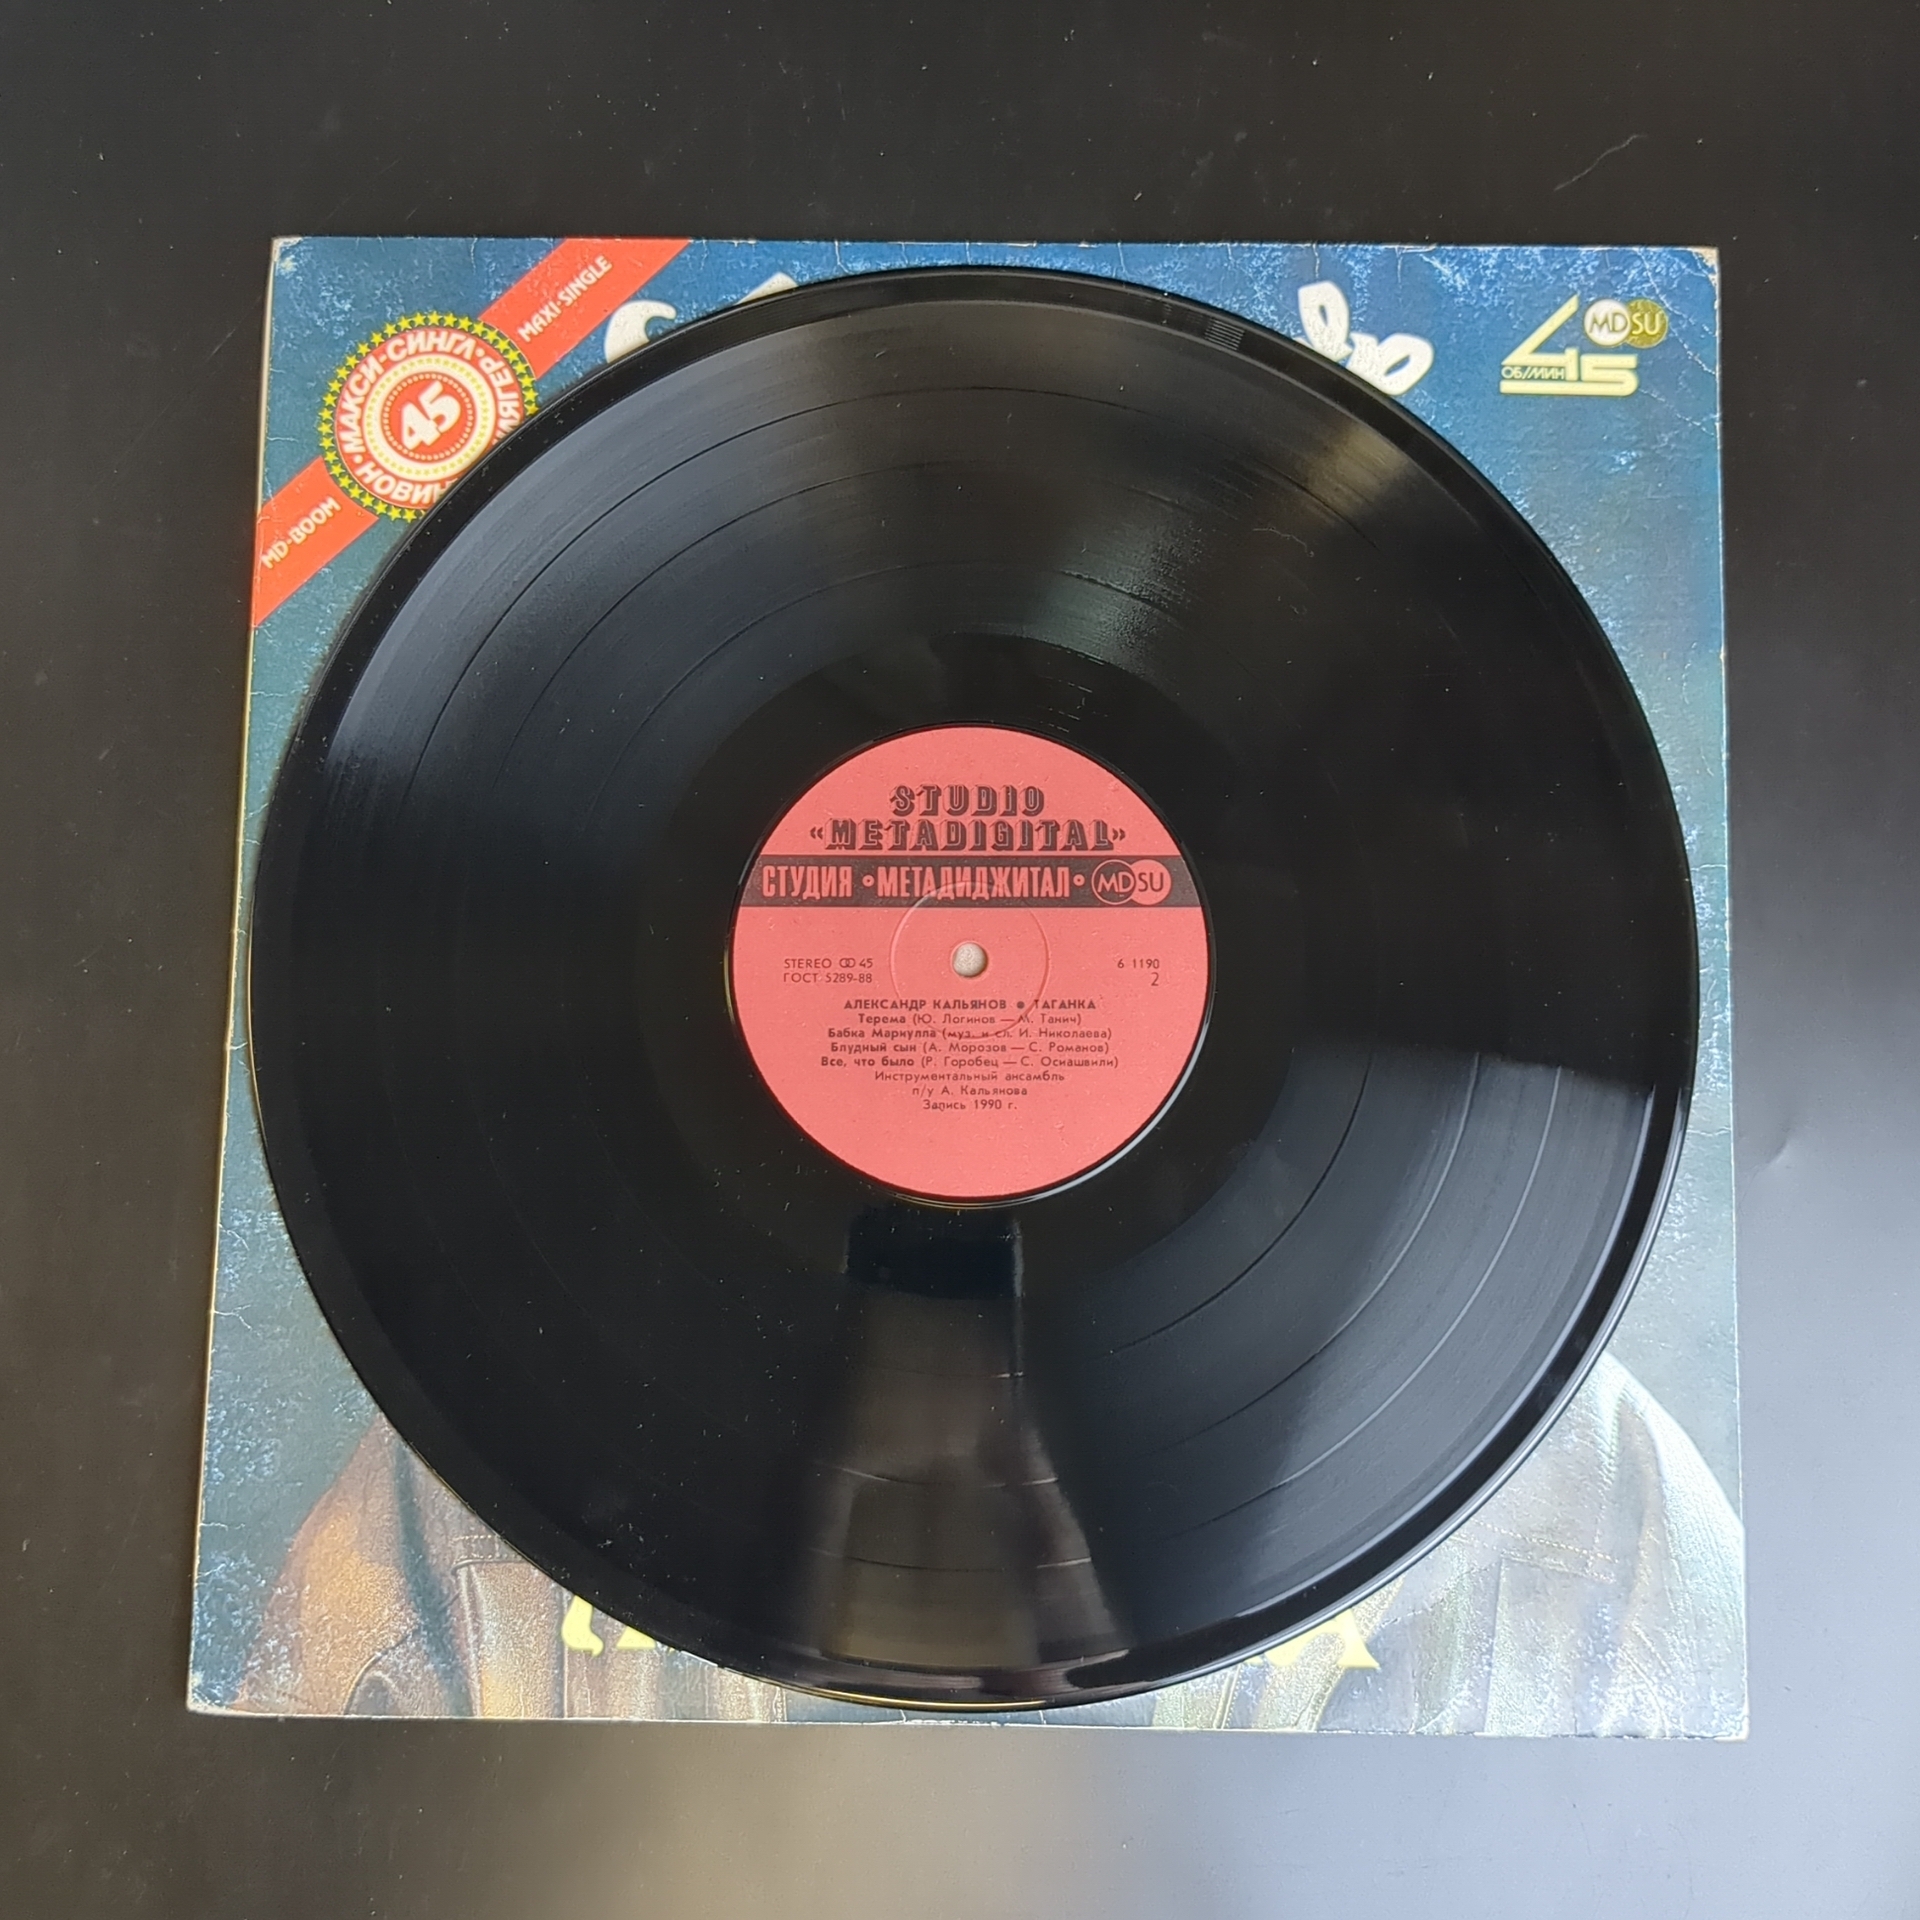 MAXI-SINGLE
МАКСИ-СИНГЛ
45
MD-BOOM
MDSU
45
ОБ/МИН
STUDIO
«METADIGITAL»
СТУДИЯ •МЕТАДИДЖИТАЛ• MDSU
STEREO 45
ГОСТ 5289-88
6 1190
2
АЛЕКСАНДР КАЛЬЯНОВ ● ТАГАНКА
Терема (Ю. Логинов — М. Танич)
Бабка Мариулла (муз. и сл. И. Николаева)
Блудный сын (А. Морозов — С. Романов)
Все, что было (Р. Горобец — С. Осиашвили)
Инструментальный ансамбль
п/у А. Кальянова
Запись 1990 г.